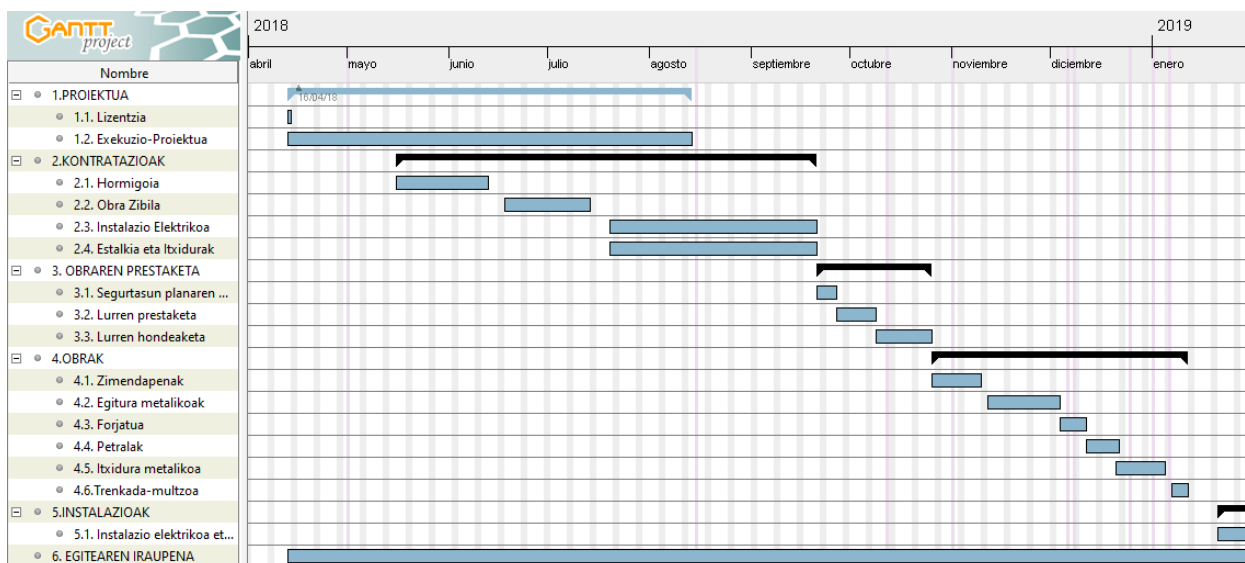 GANTT
project
2018
2019
abril mayo junio julio agosto septiembre octubre noviembre diciembre enero
Nombre
1.PROIEKTUA
16/04/18
1.1. Lizentzia
1.2. Exekuzio-Proiektua
2.KONTRATAZIOAK
2.1. Hormigoia
2.2. Obra Zibila
2.3. Instalazio Elektrikoa
2.4. Estalkia eta Itxidurak
3. OBRAREN PRESTAKETA
3.1. Segurtasun planaren ...
3.2. Lurren prestaketa
3.3. Lurren hondeaketa
4.OBRAK
4.1. Zimendapenak
4.2. Egitura metalikoak
4.3. Forjatua
4.4. Petralak
4.5. Itxidura metalikoa
4.6.Trenkada-multzoa
5.INSTALAZIOAK
5.1. Instalazio elektrikoa et...
6. EGITEAREN IRAUPENA